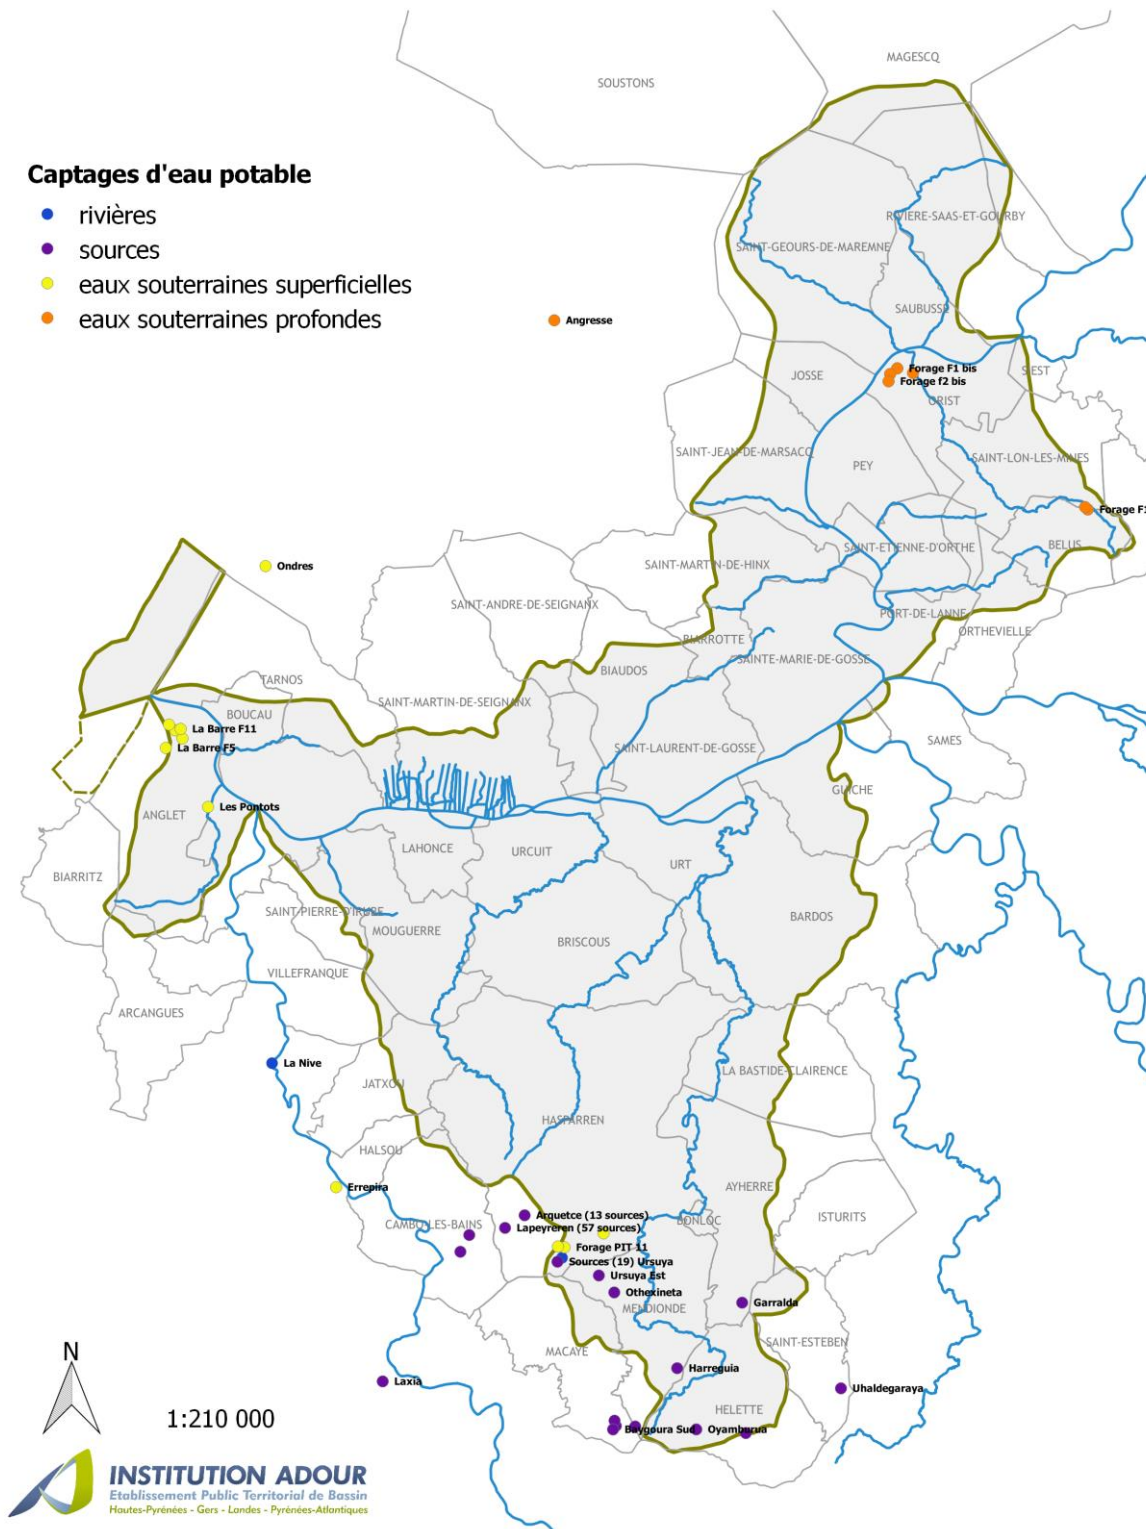 MAGESCQ
SOUSTONS
Captages d'eau potable
rivières
sources
eaux souterraines superficielles
eaux souterraines profondes
RIVIERE-SAAS-ET-GOURBY
SAINT-GEOURS-DE-MAREMNE
SAUBUSSE
Angresse
Forage F1 bis
SIEST
JOSSE
Forage f2 bis
ORIST
SAINT-JEAN-DE-MARSACQ
SAINT-LON-LES-MINES
PEY
Forage F1
SAINT-ETIENNE-D'ORTHE
BELUS
Ondres
SAINT-MARTIN-DE-HINX
SAINT-ANDRE-DE-SEIGNANX
PORT-DE-LANNE
ORTHEVIELLE
BIARROTTE
SAINTE-MARIE-DE-GOSSE
BIAUDOS
TARNOS
SAINT-MARTIN-DE-SEIGNANX
BOUCAU
La Barre F11
SAMES
La Barre F5
SAINT-LAURENT-DE-GOSSE
GUICHE
Les Pontots
ANGLET
LAHONCE
URCUIT
URT
BIARRITZ
SAINT-PIERRE-D'IRUBE
BARDOS
MOUGUERRE
BRISCOUS
VILLEFRANQUE
ARCANGUES
La Nive
LA BASTIDE-CLAIRENCE
JATXOU
HASPARREN
HALSOU
Errepira
AYHERRE
Arquetce (13 sources)
ISTURITS
CAMBO-LES-BAINS
Lapeyreren (57 sources)
BONLOC
Forage PIT 11
Sources (19) Ursuya
Ursuya Est
Othexineta
Garralda
MENDIONDE
SAINT-ESTEBEN
MACAYE
Harreguia
Laxia
Uhaldegaraya
HELETTE
Baygoura Sud
Oyamburua
N
1:210 000
INSTITUTION ADOUR
Etablissement Public Territorial de Bassin
Hautes-Pyrénées - Gers - Landes - Pyrénées-Atlantiques